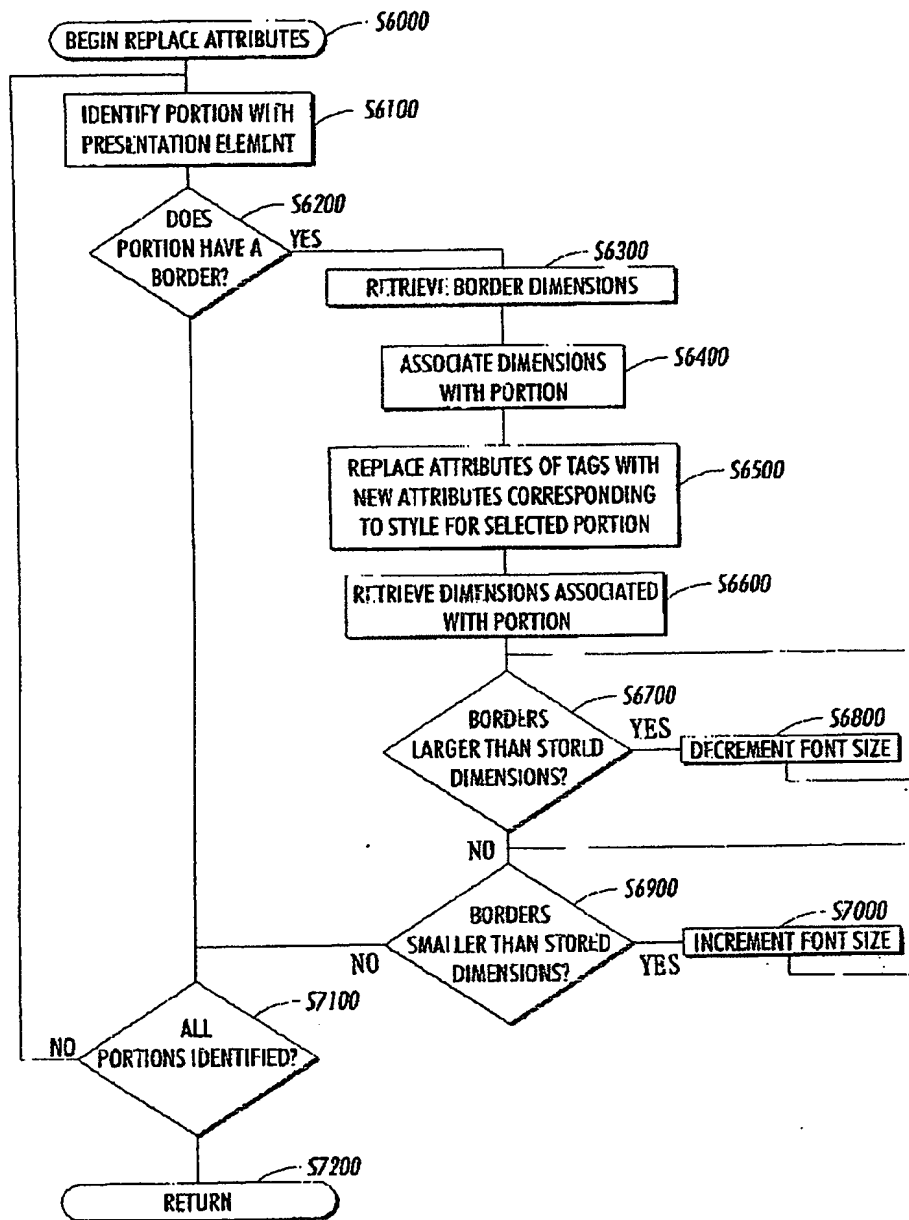 BEGIN REPLACE ATTRIBUTES
S6000
IDENTIFY PORTION WITH
PRESENTATION ELEMENT
S6100
DOES
PORTION HAVE A
BORDER?
S6200
YES
S6300
RETRIEVE BORDER DIMENSIONS
ASSOCIATE DIMENSIONS
WITH PORTION
S6400
REPLACE ATTRIBUTES OF TAGS WITH
NEW ATTRIBUTES CORRESPONDING
TO STYLE FOR SELECTED PORTION
S6500
RETRIEVE DIMENSIONS ASSOCIATED
WITH PORTION
S6600
BORDERS
LARGER THAN STORED
DIMENSIONS?
S6700
YES
S6800
DECREMENT FONT SIZE
NO
BORDERS
SMALLER THAN STORED
DIMENSIONS?
S6900
NO
YES
S7000
INCREMENT FONT SIZE
ALL
PORTIONS IDENTIFIED?
S7100
NO
RETURN
S7200